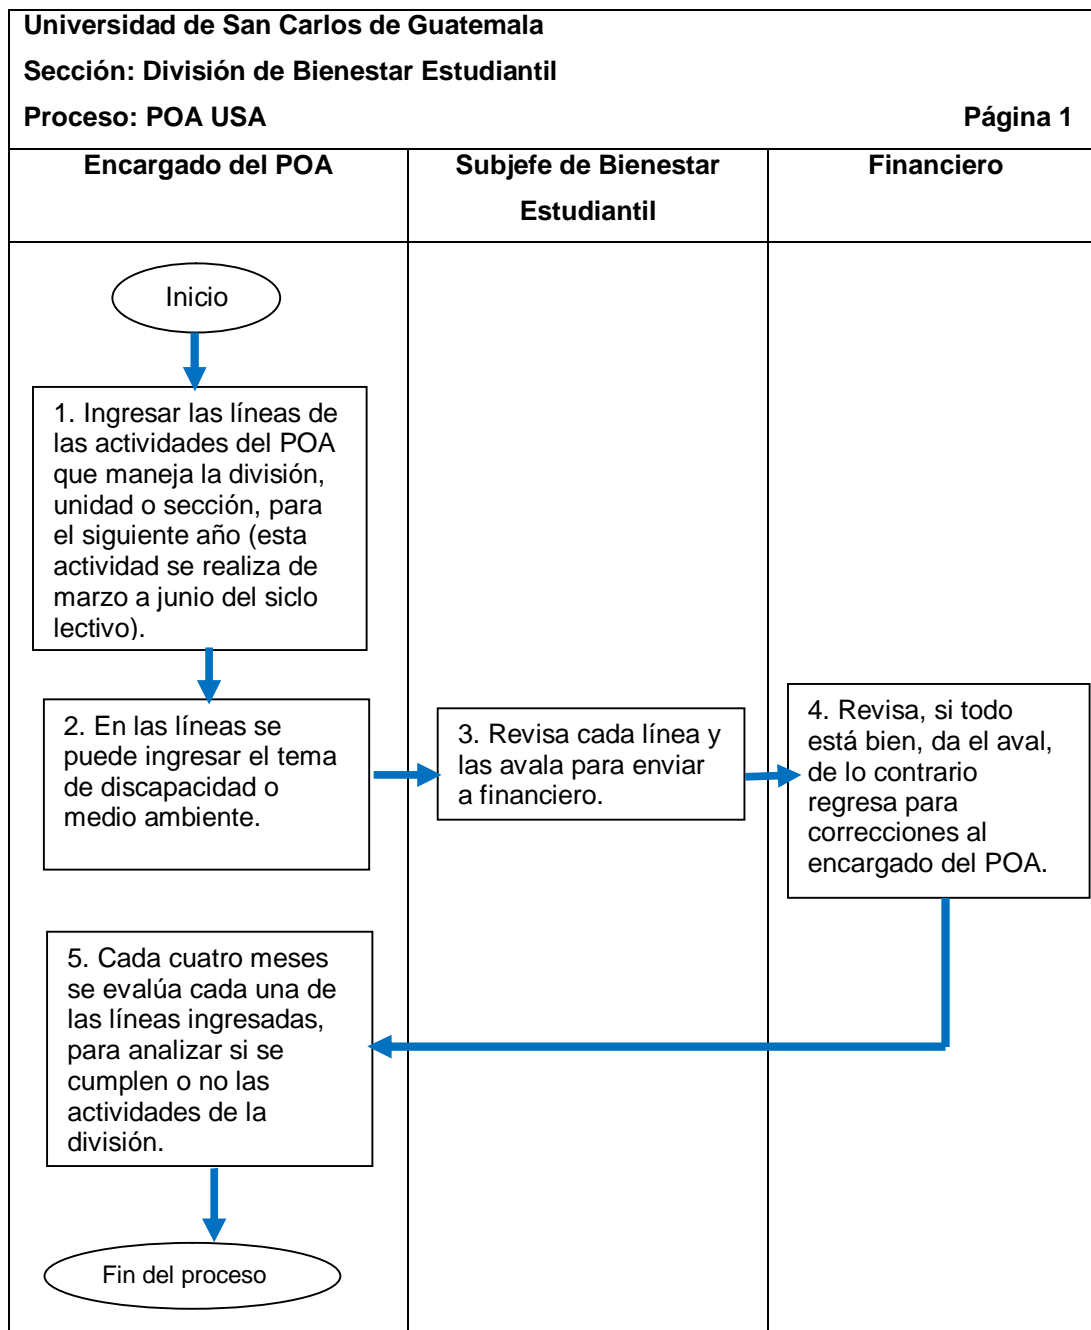 Universidad de San Carlos de Guatemala
Sección: División de Bienestar Estudiantil
Proceso: POA USA Página 1
Encargado del POA
Subjefe de Bienestar
Estudiantil
Financiero
Inicio
1. Ingresar las líneas de
las actividades del POA
que maneja la división,
unidad o sección, para
el siguiente año (esta
actividad se realiza de
marzo a junio del siclo
lectivo).
2. En las líneas se
puede ingresar el tema
de discapacidad o
medio ambiente.
3. Revisa cada línea y
las avala para enviar
a financiero.
4. Revisa, si todo
está bien, da el aval,
de lo contrario
regresa para
correcciones al
encargado del POA.
5. Cada cuatro meses
se evalúa cada una de
las líneas ingresadas,
para analizar si se
cumplen o no las
actividades de la
división.
Fin del proceso